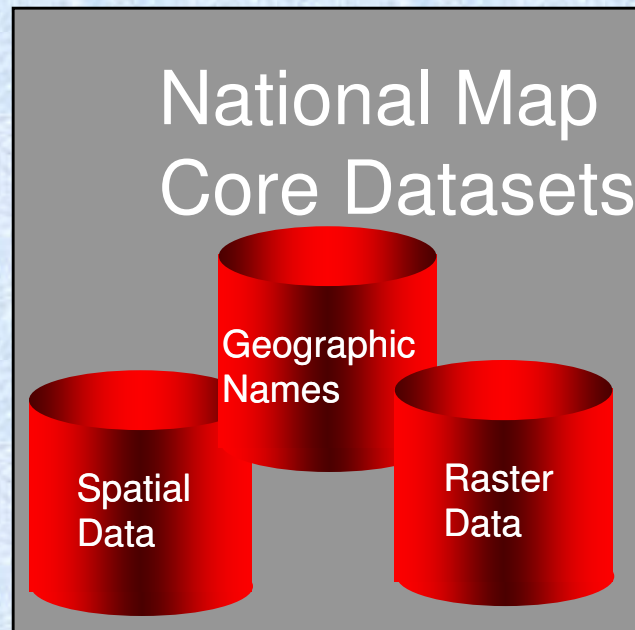 National Map
Core Datasets
Geographic
Names
Spatial
Data
Raster
Data